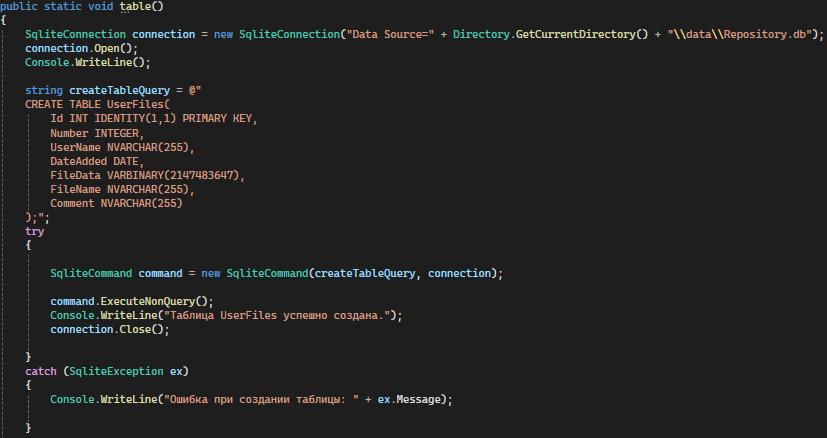 public static void table()
{
SqliteConnection connection = new SqliteConnection("Data Source=" + Directory.GetCurrentDirectory() + "\\data\\Repository.db");
connection.Open();
Console.WriteLine();
string createTableQuery = @"
CREATE TABLE UserFiles(
Id INT IDENTITY(1,1) PRIMARY KEY,
Number INTEGER,
UserName NVARCHAR(255),
DateAdded DATE,
FileData VARBINARY(2147483647),
FileName NVARCHAR(255),
Comment NVARCHAR(255)
);";
try
{
SqliteCommand command = new SqliteCommand(createTableQuery, connection);
command.ExecuteNonQuery();
Console.WriteLine("Таблица UserFiles успешно создана.");
connection.Close();
}
catch (SqliteException ex)
{
Console.WriteLine("Ошибка при создании таблицы: " + ex.Message);
}